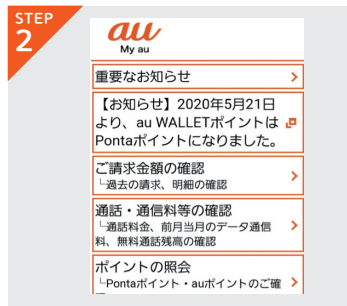 STEP
2
au
My au
重要なお知らせ
【お知らせ】2020年5月21日
より、au WALLETポイントは
Pontaポイントになりました。
ご請求金額の確認
└過去の請求、明細の確認
通話・通信料等の確認
└通話料金、前月当月のデータ通信
料、無料通話残高の確認
ポイントの照会
└Pontaポイント・auポイントのご確